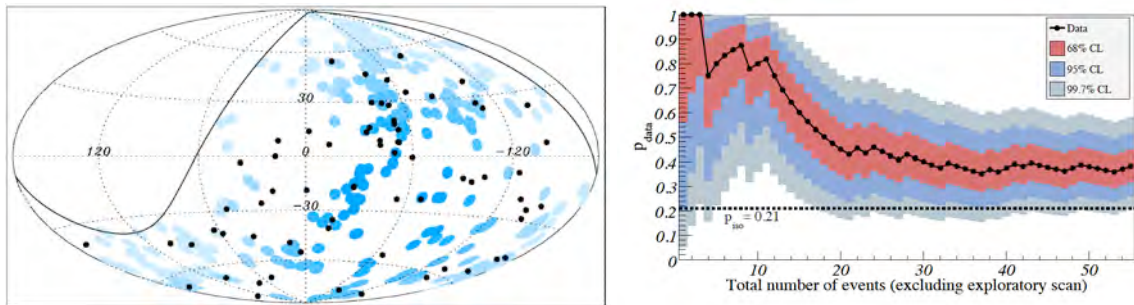 30
120
0
-120
-30
1
0.9
0.8
0.7
0.6
0.5
0.4
0.3
0.2
0.1
0
p_data
Data
68% CL
95% CL
99.7% CL
p_iso = 0.21
10 20 30 40 50
Total number of events (excluding exploratory scan)